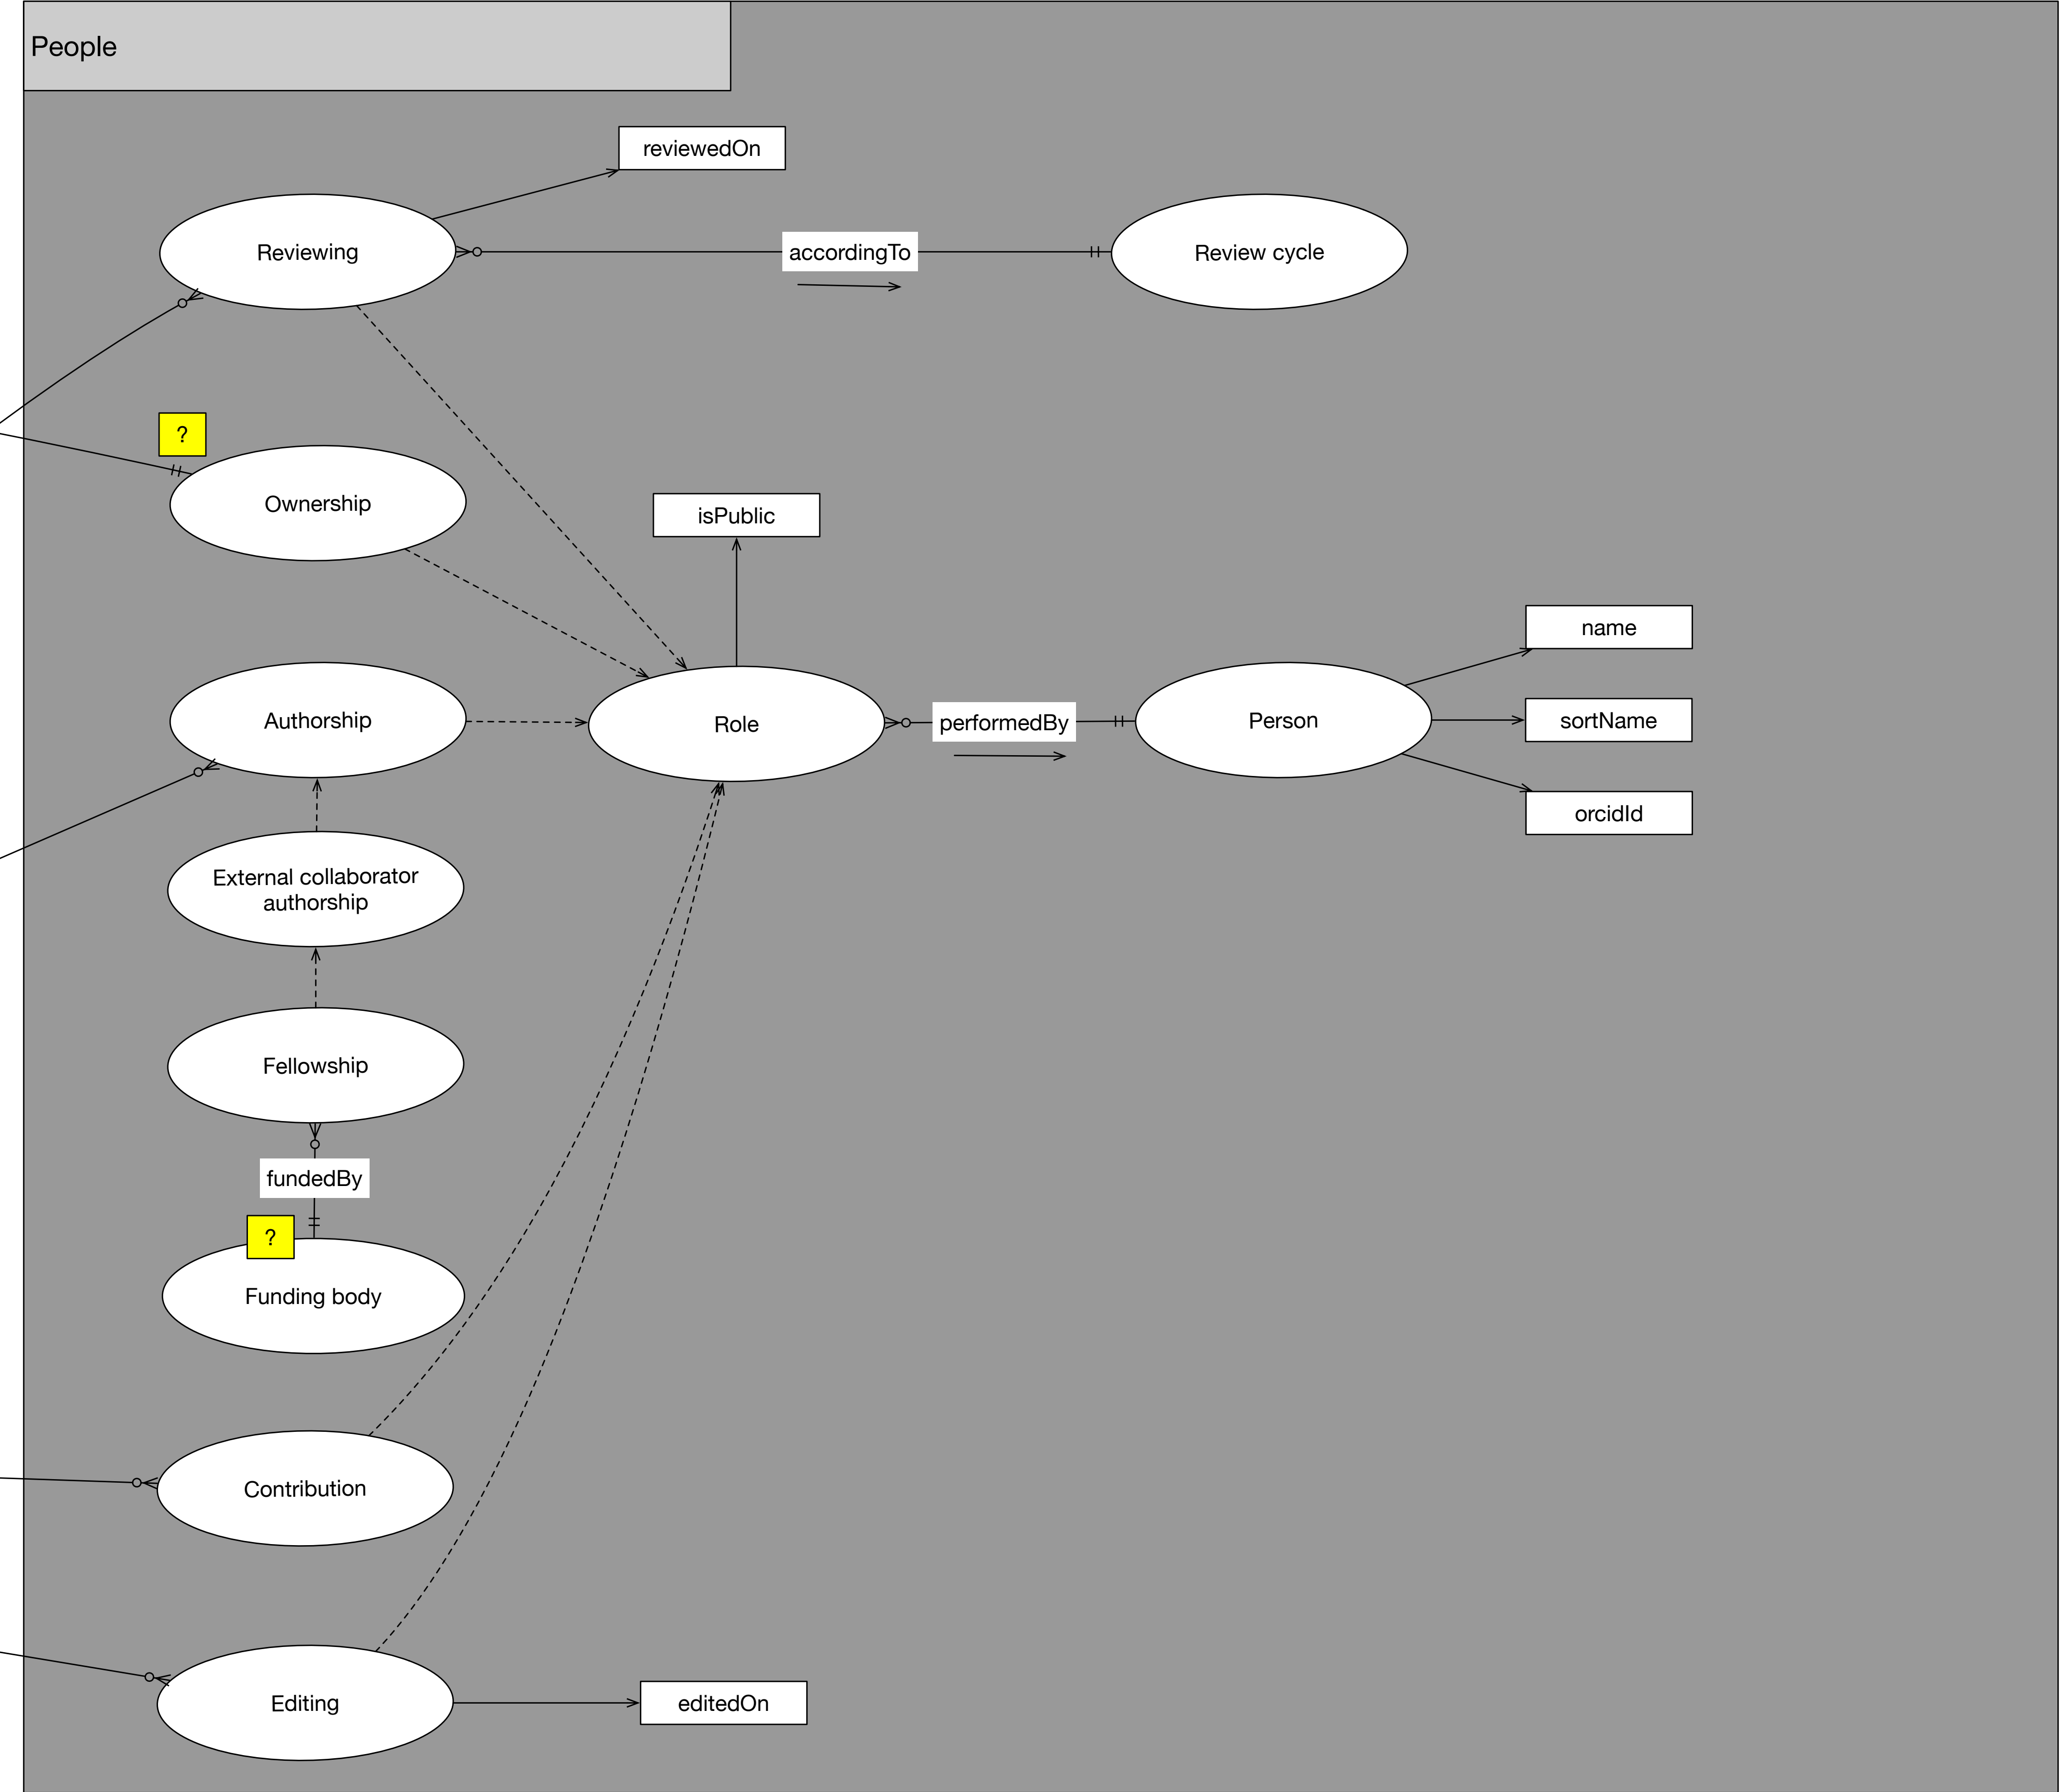 People
reviewedOn
Reviewing
accordingTo
Review cycle
?
Ownership
isPublic
name
Authorship
Role
performedBy
Person
sortName
orcidId
External collaborator
authorship
Fellowship
fundedBy
?
Funding body
Contribution
Editing
editedOn